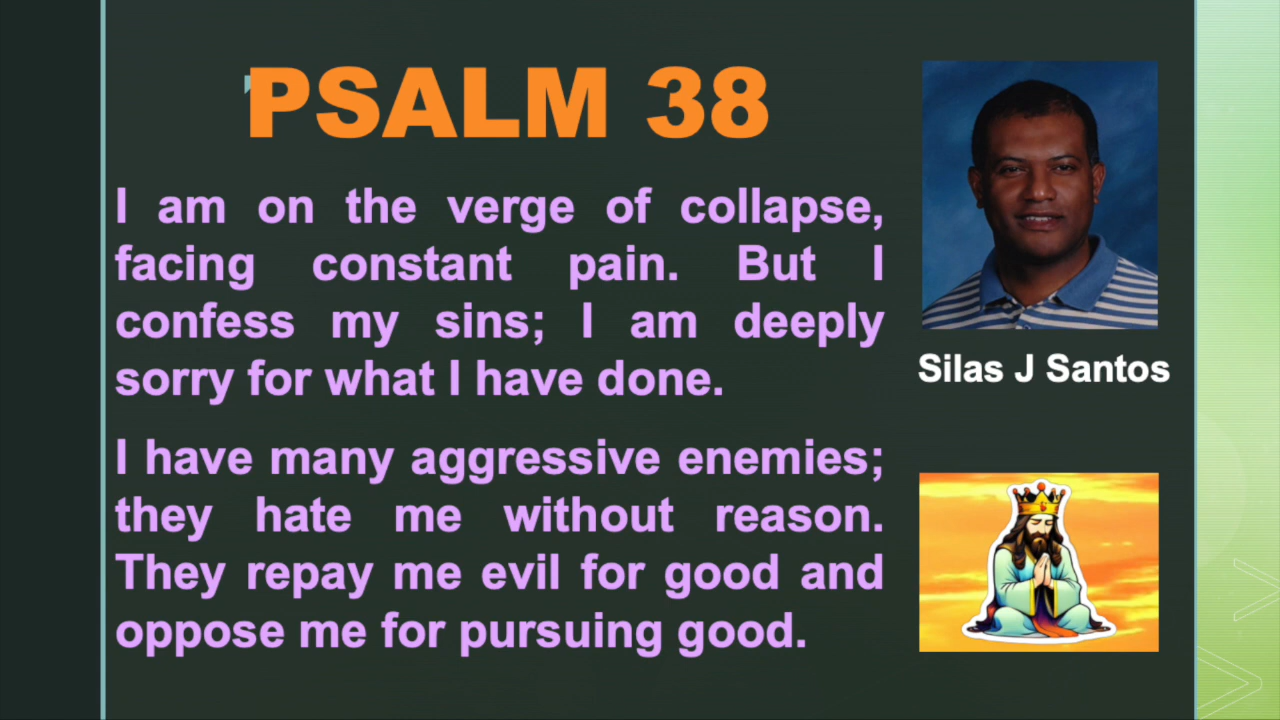 PSALM 38
I am on the verge of collapse,
facing constant pain. But I
confess my sins; I am deeply
sorry for what I have done.
I have many aggressive enemies;
they hate me without reason.
They repay me evil for good and
oppose me for pursuing good.
Silas J Santos